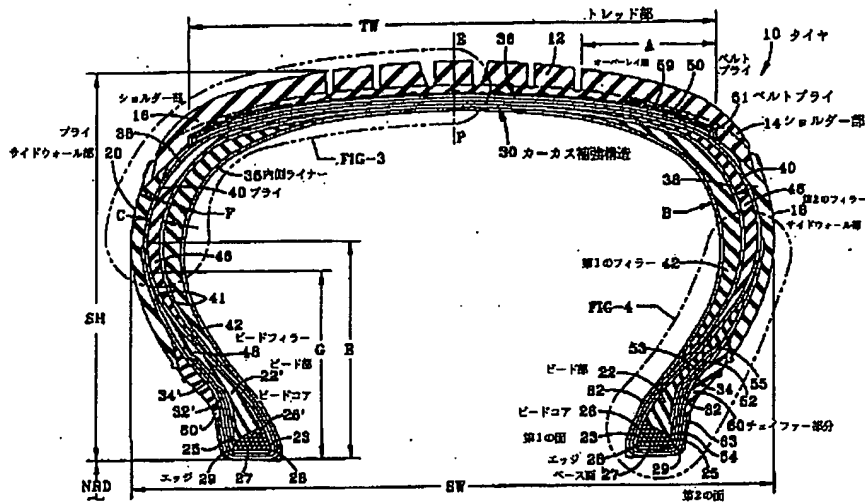 TW
トレッド部
E
36
12
A
10 タイヤ
オーバーレイ
59
50
ベルト
プライ
ショルダー部
16
61 ベルトプライ
14 ショルダー部
プライ
38
サイドウォール部
20
FIG-3
P
30 カーカス補強構造
36 内側ライナー
40 プライ
40
38
46
第2のフィラー
18
サイドウォール部
C
F
B
46
第1のフィラー 42
41
SH
42
G
E
FIG-4
ビードフィラー
48
53
ビード部
22'
ビード部
22
55
52
34
34'
32'
ビードコア
26'
82
82
60 チェイファー部分
ビードコア
26
60'
第1の面
23
63
64
25
23
エッジ
28
25
29
27
28
エッジ
ベース面 27
29
NRD
SW
第2の面